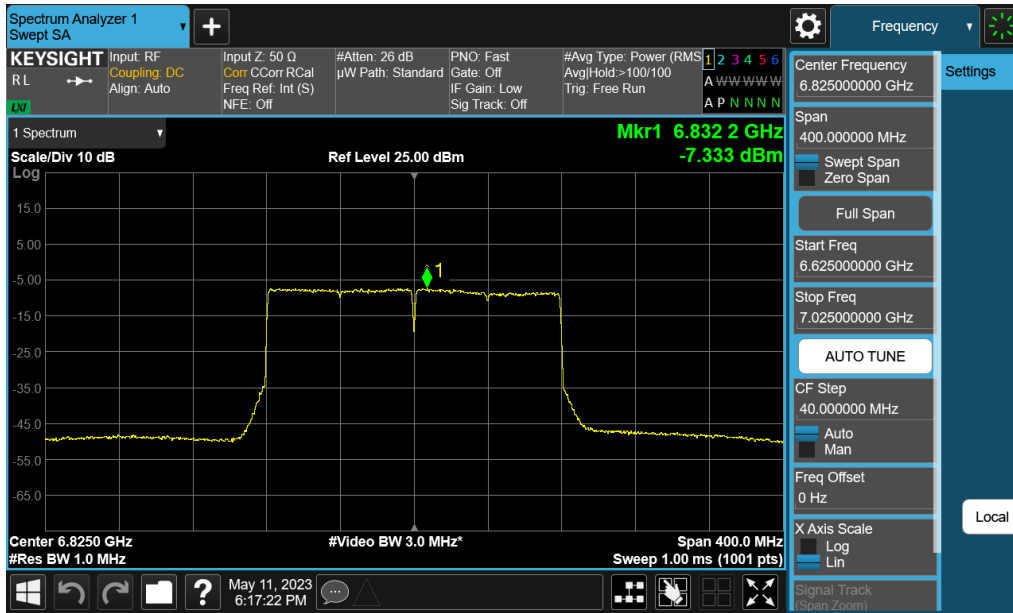 Spectrum Analyzer 1
Swept SA
+
Frequency
KEYSIGHT
RL
LXI
Input: RF
Coupling: DC
Align: Auto
Input Z: 50 Ω
Corr CCorr RCal
Freq Ref: Int (S)
NFE: Off
#Atten: 26 dB
µW Path: Standard
PNO: Fast
Gate: Off
IF Gain: Low
Sig Track: Off
#Avg Type: Power (RMS
Avg|Hold:>100/100
Trig: Free Run
1 2 3 4 5 6
A W W W W W
A P N N N N
1 Spectrum
Scale/Div 10 dB
Log
Ref Level 25.00 dBm
Mkr1 6.832 2 GHz
-7.333 dBm
15.0
5.00
-5.00
-15.0
-25.0
-35.0
-45.0
-55.0
-65.0
1
Center 6.8250 GHz
#Res BW 1.0 MHz
#Video BW 3.0 MHz*
Span 400.0 MHz
Sweep 1.00 ms (1001 pts)
Center Frequency
6.825000000 GHz
Span
400.000000 MHz
Swept Span
Zero Span
Full Span
Start Freq
6.625000000 GHz
Stop Freq
7.025000000 GHz
AUTO TUNE
CF Step
40.000000 MHz
Auto
Man
Freq Offset
0 Hz
X Axis Scale
Log
Lin
Signal Track
(Span Zoom)
Settings
Local
?
May 11, 2023
6:17:22 PM